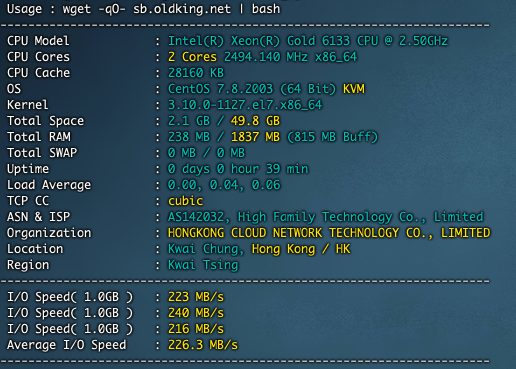 Usage : wget -qO- sb.oldking.net | bash
----------------------------------------------------------------------
CPU Model            : Intel(R) Xeon(R) Gold 6133 CPU @ 2.50GHz
CPU Cores            : 2 Cores 2494.140 MHz x86_64
CPU Cache            : 28160 KB
OS                   : CentOS 7.8.2003 (64 Bit) KVM
Kernel               : 3.10.0-1127.el7.x86_64
Total Space          : 2.1 GB / 49.8 GB
Total RAM            : 238 MB / 1837 MB (815 MB Buff)
Total SWAP           : 0 MB / 0 MB
Uptime               : 0 days 0 hour 39 min
Load Average         : 0.00, 0.04, 0.06
TCP CC               : cubic
ASN & ISP            : AS142032, High Family Technology Co., Limited
Organization         : HONGKONG CLOUD NETWORK TECHNOLOGY CO., LIMITED
Location             : Kwai Chung, Hong Kong / HK
Region               : Kwai Tsing
----------------------------------------------------------------------
I/O Speed( 1.0GB )   : 223 MB/s
I/O Speed( 1.0GB )   : 240 MB/s
I/O Speed( 1.0GB )   : 216 MB/s
Average I/O Speed    : 226.3 MB/s
----------------------------------------------------------------------